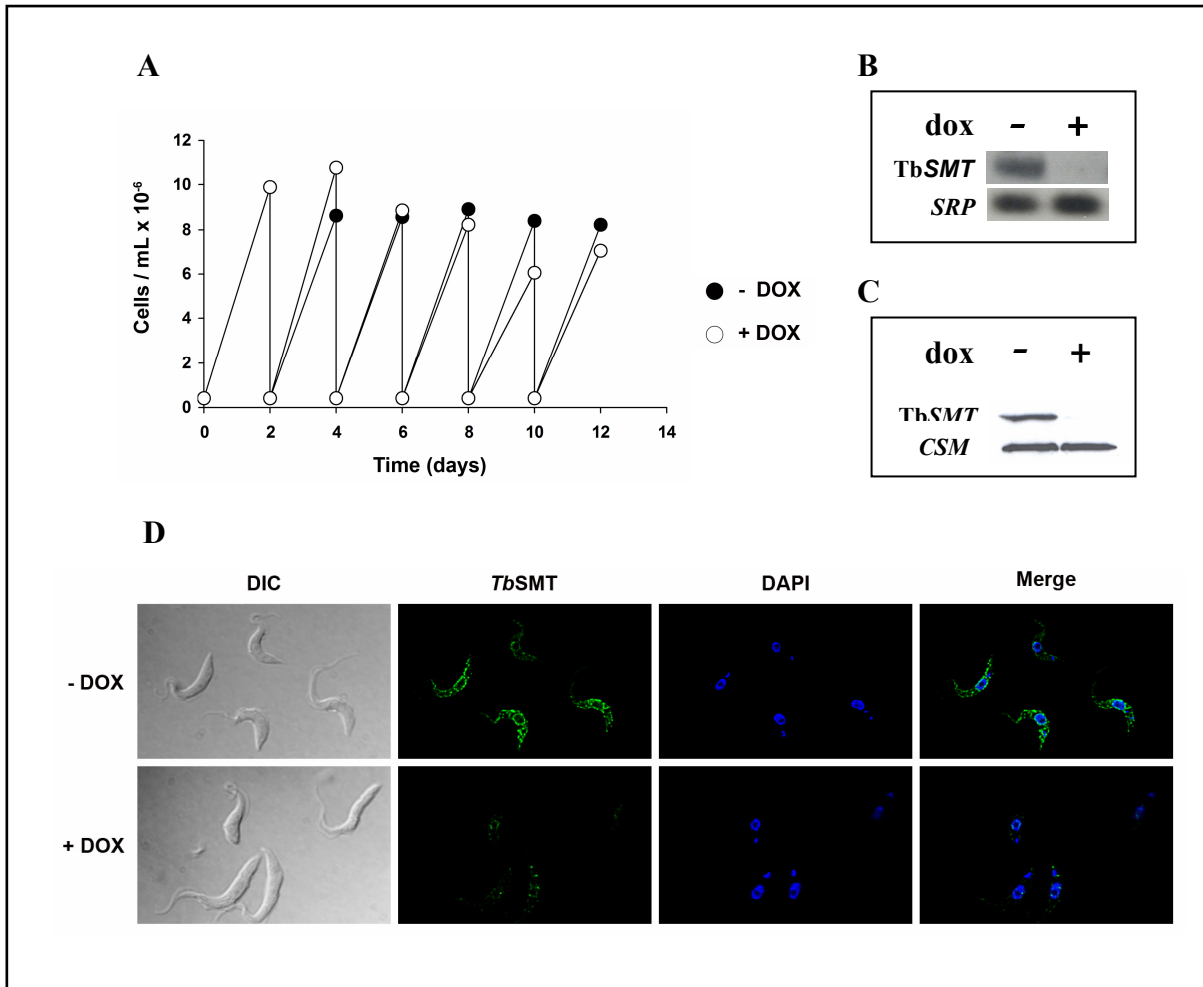 A
12
10
8
6
4
2
0
Cells / mL x 10-6
0 2 4 6 8 10 12 14
Time (days)
- DOX
+ DOX
B
dox - +
TbSMT
SRP
C
dox - +
TbSMT
CSM
D
DIC TbSMT DAPI Merge
- DOX
+ DOX